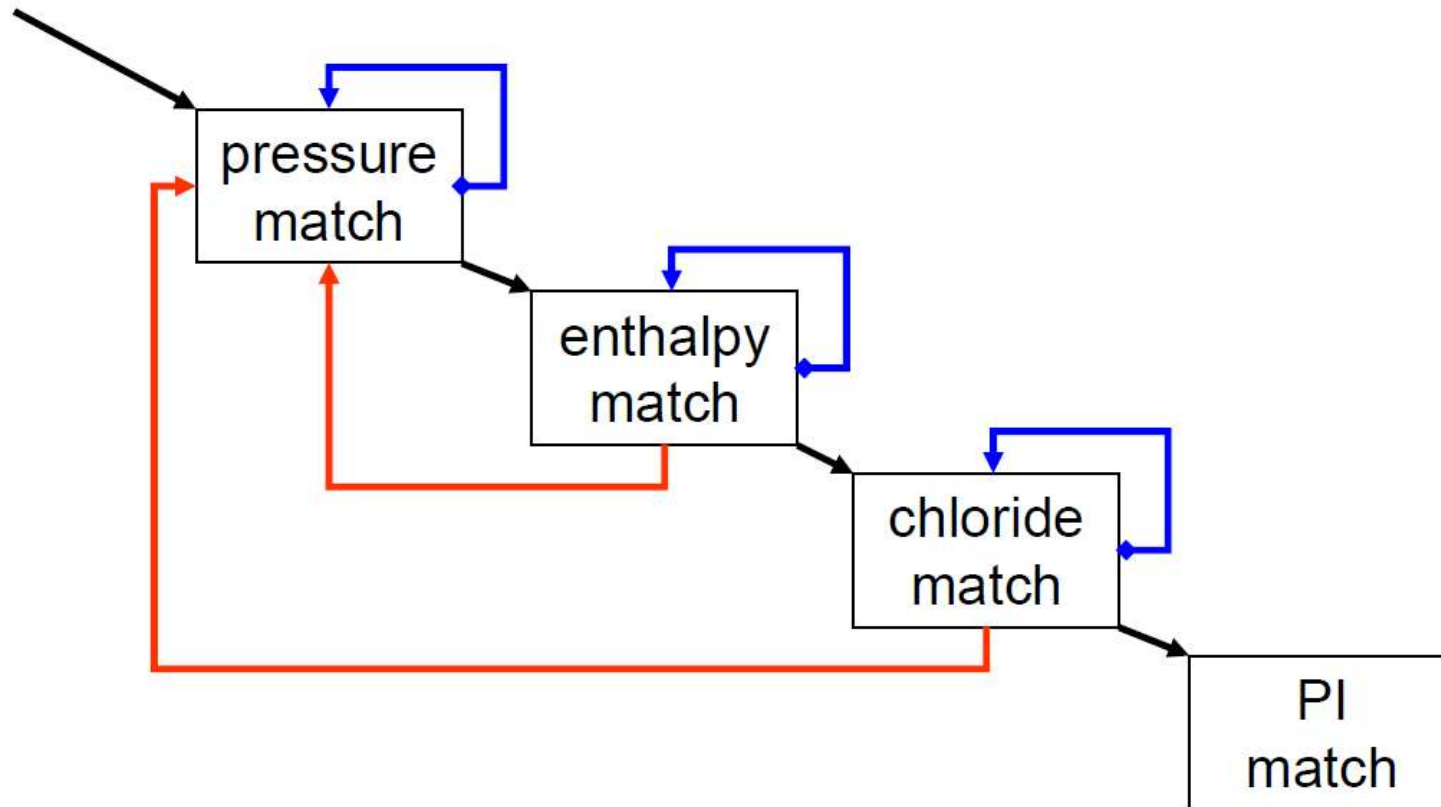 pressure
match
enthalpy
match
chloride
match
PI
match